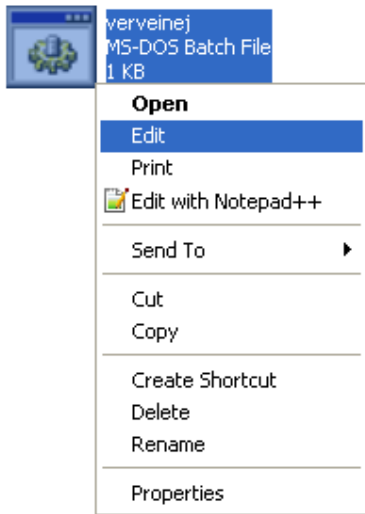 verveinej
MS-DOS Batch File
1 KB
Open
Edit
Print
Edit with Notepad++
Send To
Cut
Copy
Create Shortcut
Delete
Rename
Properties